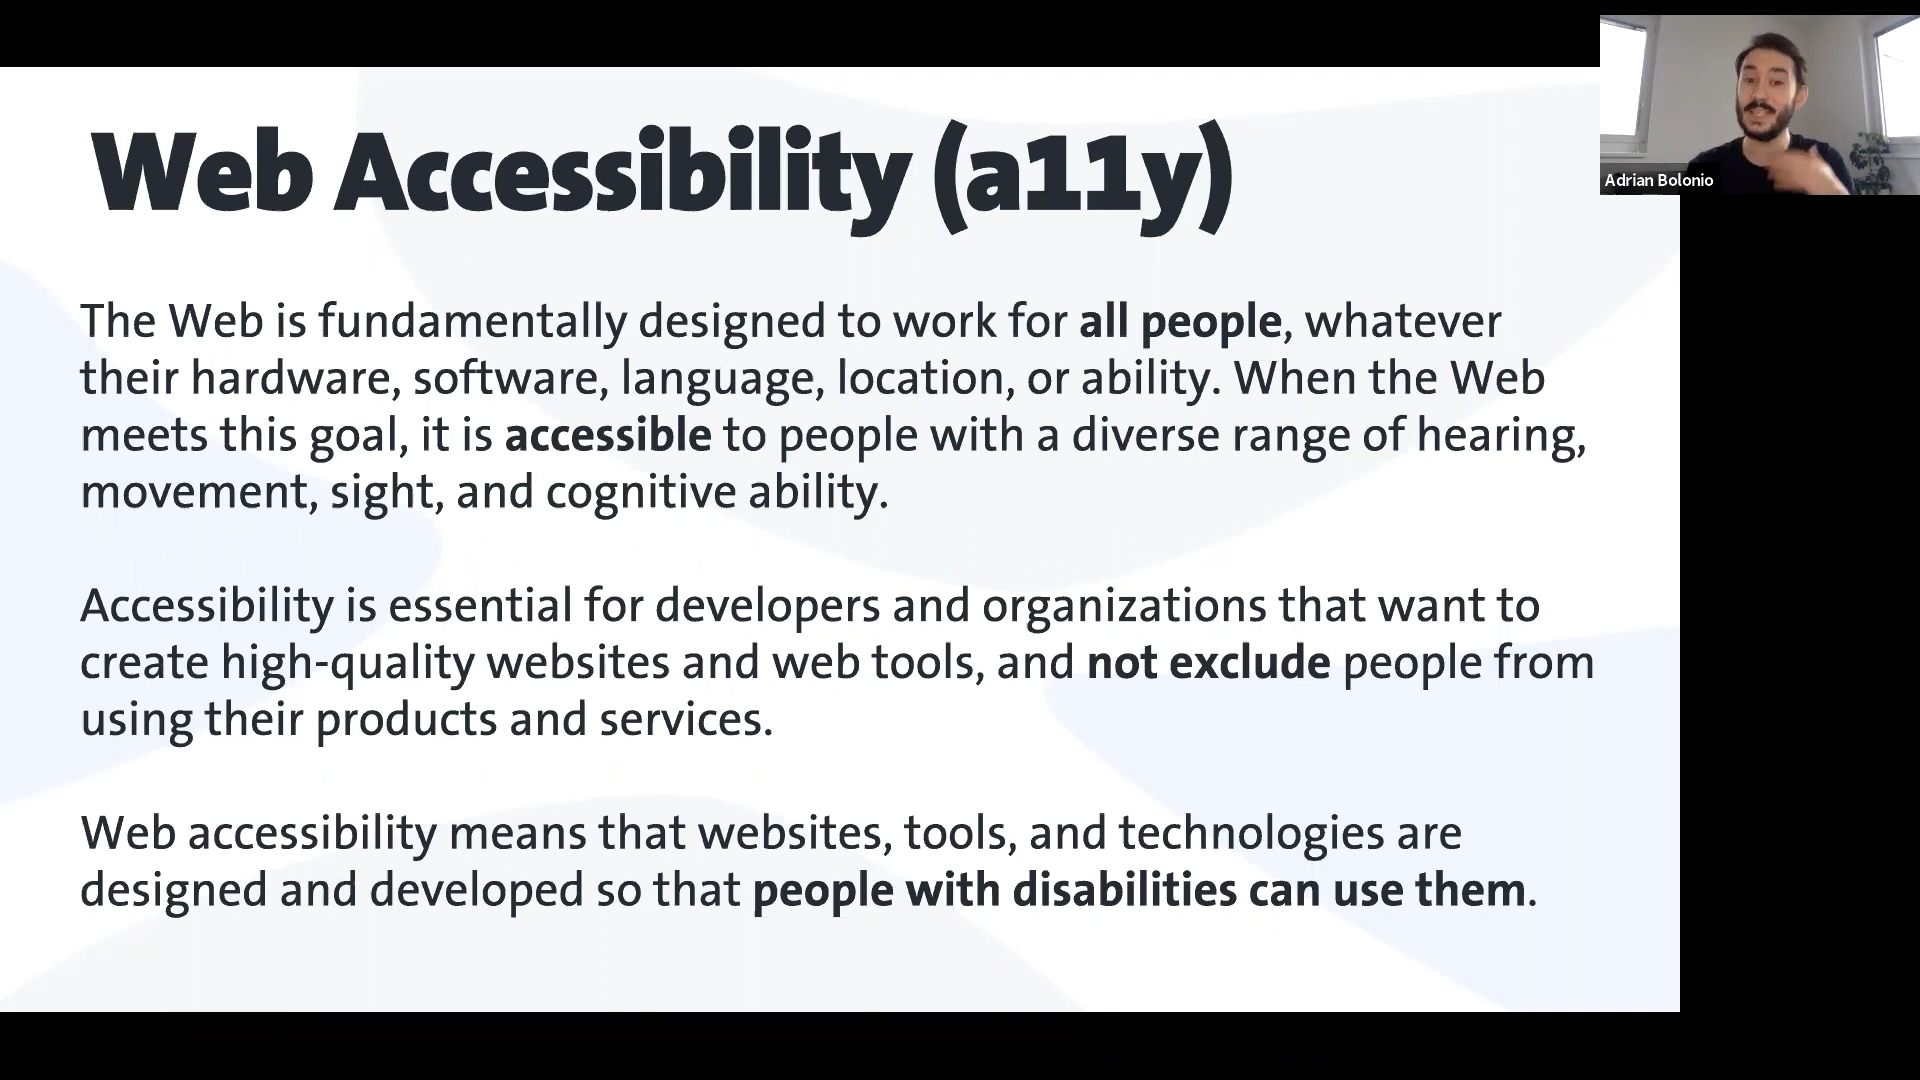 Web Accessibility (a11y)
The Web is fundamentally designed to work for all people, whatever
their hardware, software, language, location, or ability. When the Web
meets this goal, it is accessible to people with a diverse range of hearing,
movement, sight, and cognitive ability.
Accessibility is essential for developers and organizations that want to
create high-quality websites and web tools, and not exclude people from
using their products and services.
Web accessibility means that websites, tools, and technologies are
designed and developed so that people with disabilities can use them.
Adrian Bolonio